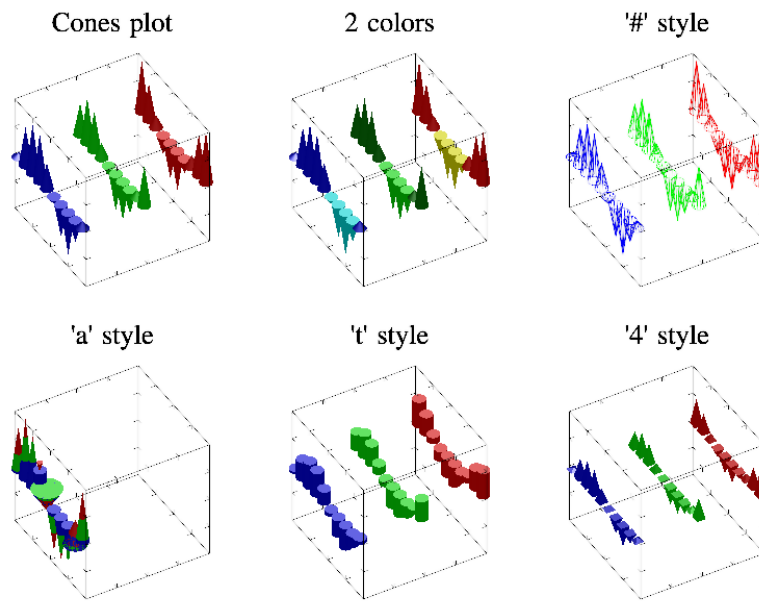 Cones plot
2 colors
'#' style
'a' style
't' style
'4' style